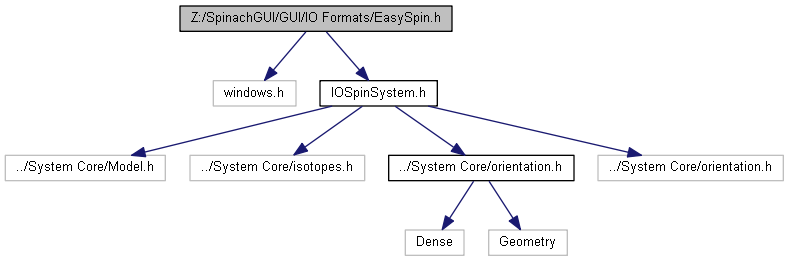 Z:/SpinachGUI/GUI/IO Formats/EasySpin.h
windows.h
IOSpinSystem.h
../System Core/Model.h
../System Core/isotopes.h
../System Core/orientation.h
../System Core/orientation.h
Dense
Geometry